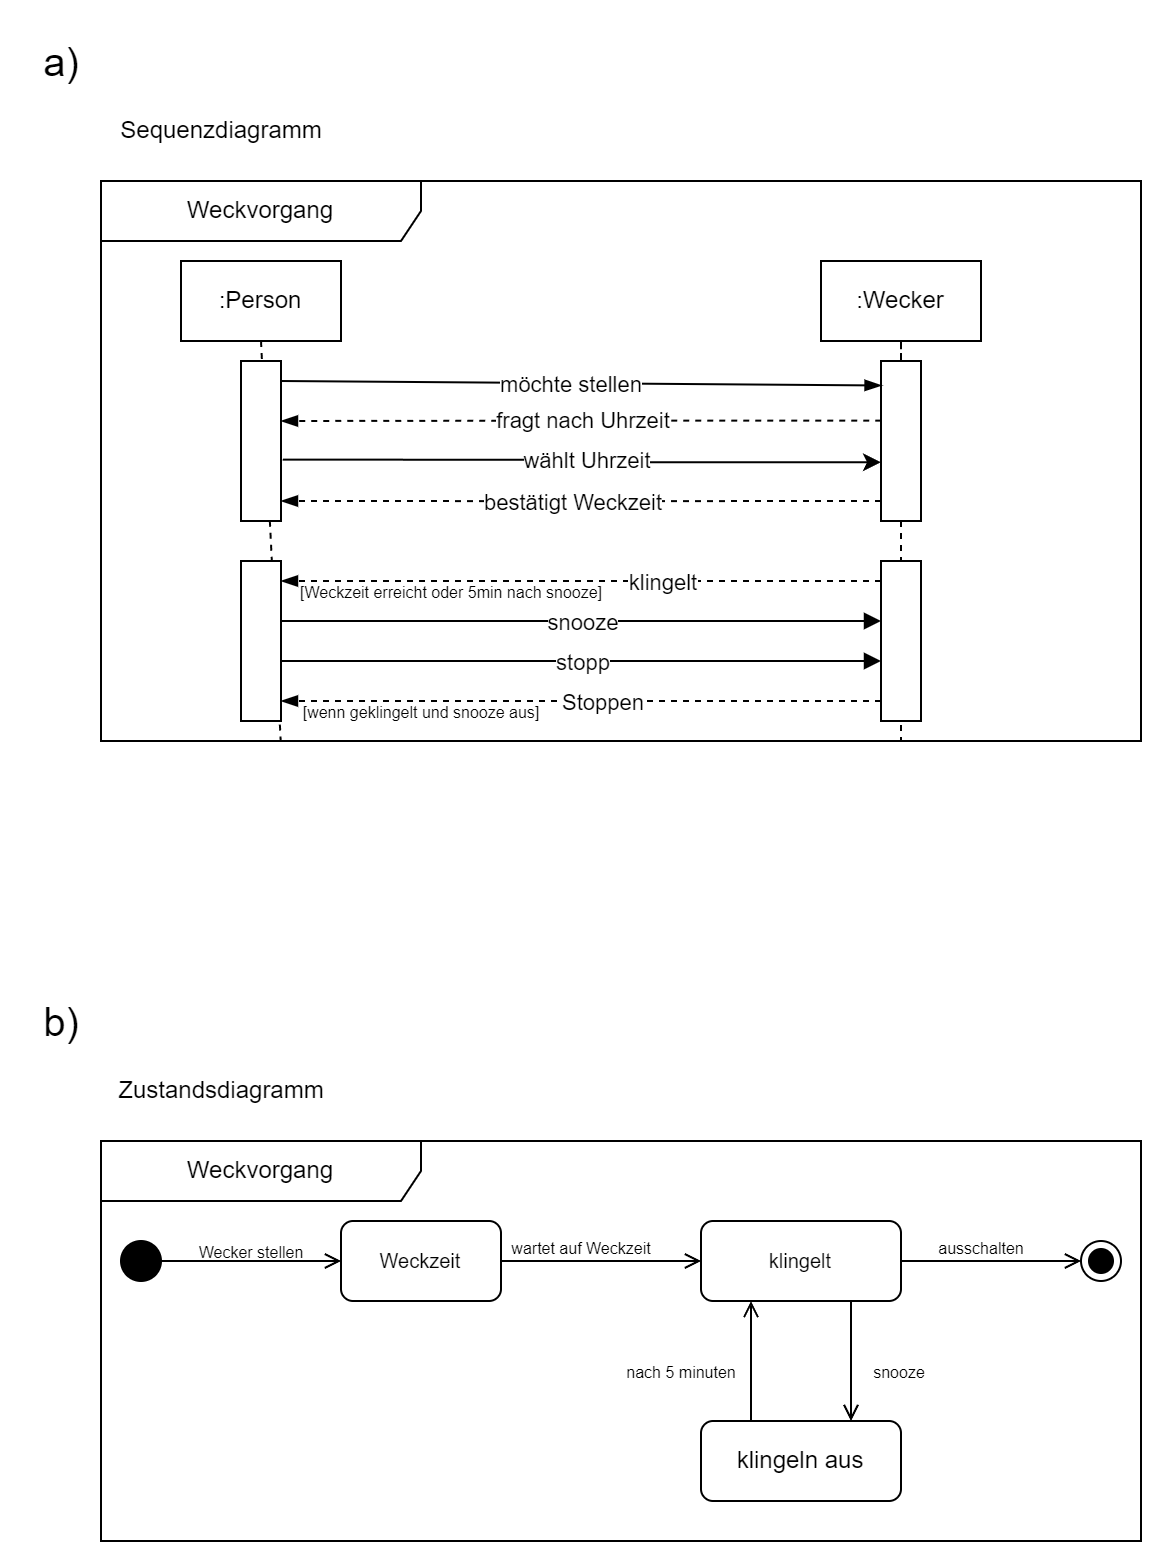 a)
Sequenzdiagramm
Weckvorgang
:Person
:Wecker
möchte stellen
fragt nach Uhrzeit
wählt Uhrzeit
bestätigt Weckzeit
klingelt
[Weckzeit erreicht oder 5min nach snooze]
snooze
stopp
Stoppen
[wenn geklingelt und snooze aus]
b)
Zustandsdiagramm
Weckvorgang
Wecker stellen
Weckzeit
wartet auf Weckzeit
klingelt
ausschalten
nach 5 minuten
snooze
klingeln aus